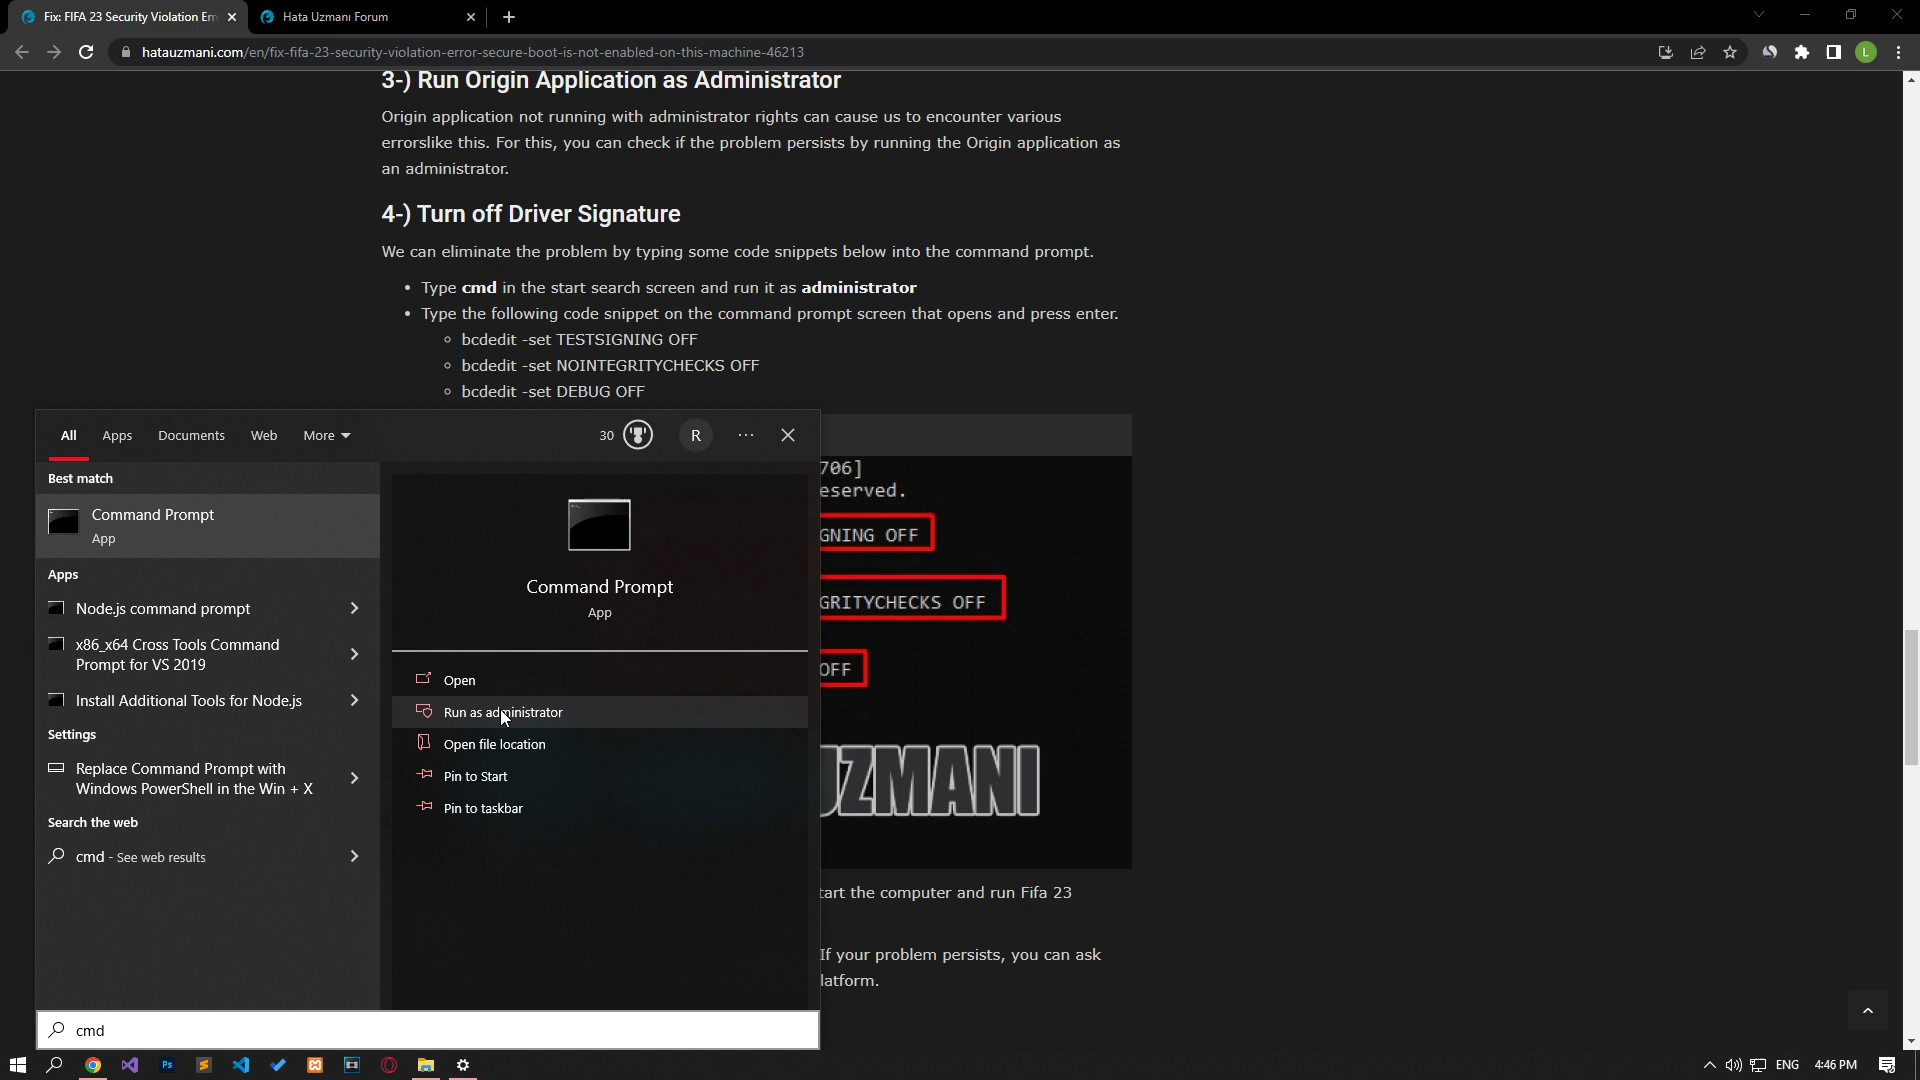 Fix: FIFA 23 Security Violation Err
Hata Uzmanı Forum
hatauzmani.com/en/fix-fifa-23-security-violation-error-secure-boot-is-not-enabled-on-this-machine-46213
L
3-) Run Origin Application as Administrator
Origin application not running with administrator rights can cause us to encounter various
errorslike this. For this, you can check if the problem persists by running the Origin application as
an administrator.
4-) Turn off Driver Signature
We can eliminate the problem by typing some code snippets below into the command prompt.
Type cmd in the start search screen and run it as administrator
Type the following code snippet on the command prompt screen that opens and press enter.
bcdedit -set TESTSIGNING OFF
bcdedit -set NOINTEGRITYCHECKS OFF
bcdedit -set DEBUG OFF
All
Apps
Documents
Web
More
30
R
Best match
Command Prompt
App
Apps
Node.js command prompt
x86_x64 Cross Tools Command
Prompt for VS 2019
Install Additional Tools for Node.js
Settings
Replace Command Prompt with
Windows PowerShell in the Win + X
Search the web
cmd - See web results
Command Prompt
App
Open
Run as administrator
Open file location
Pin to Start
Pin to taskbar
706]
eserved.
GNING OFF
GRITYCHECKS OFF
OFF
UZMANI
tart the computer and run Fifa 23
If your problem persists, you can ask
latform.
cmd
Ps
ENG
4:46 PM